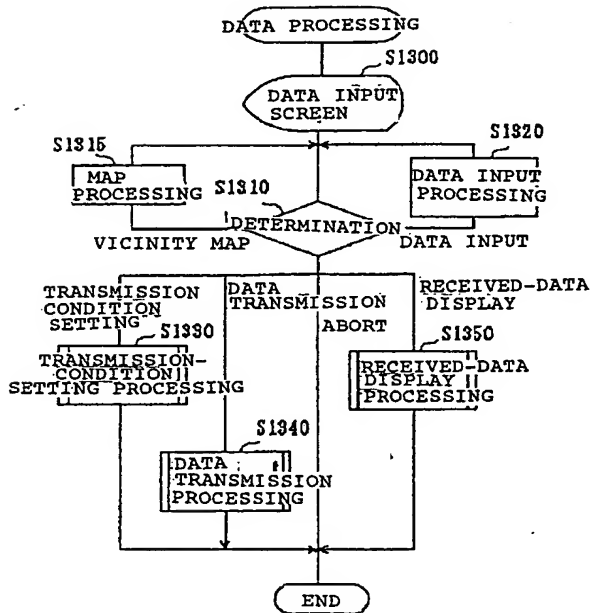 DATA PROCESSING
S1300
DATA INPUT
SCREEN
S1315
MAP
PROCESSING
S1310
S1320
DATA INPUT
PROCESSING
DETERMINATION
VICINITY MAP
DATA INPUT
TRANSMISSION
CONDITION
SETTING
DATA
TRANSMISSION
ABORT
RECEIVED-DATA
DISPLAY
S1330
TRANSMISSION-
CONDITION
SETTING PROCESSING
S1350
RECEIVED-DATA
DISPLAY
PROCESSING
S1340
DATA
TRANSMISSION
PROCESSING
END